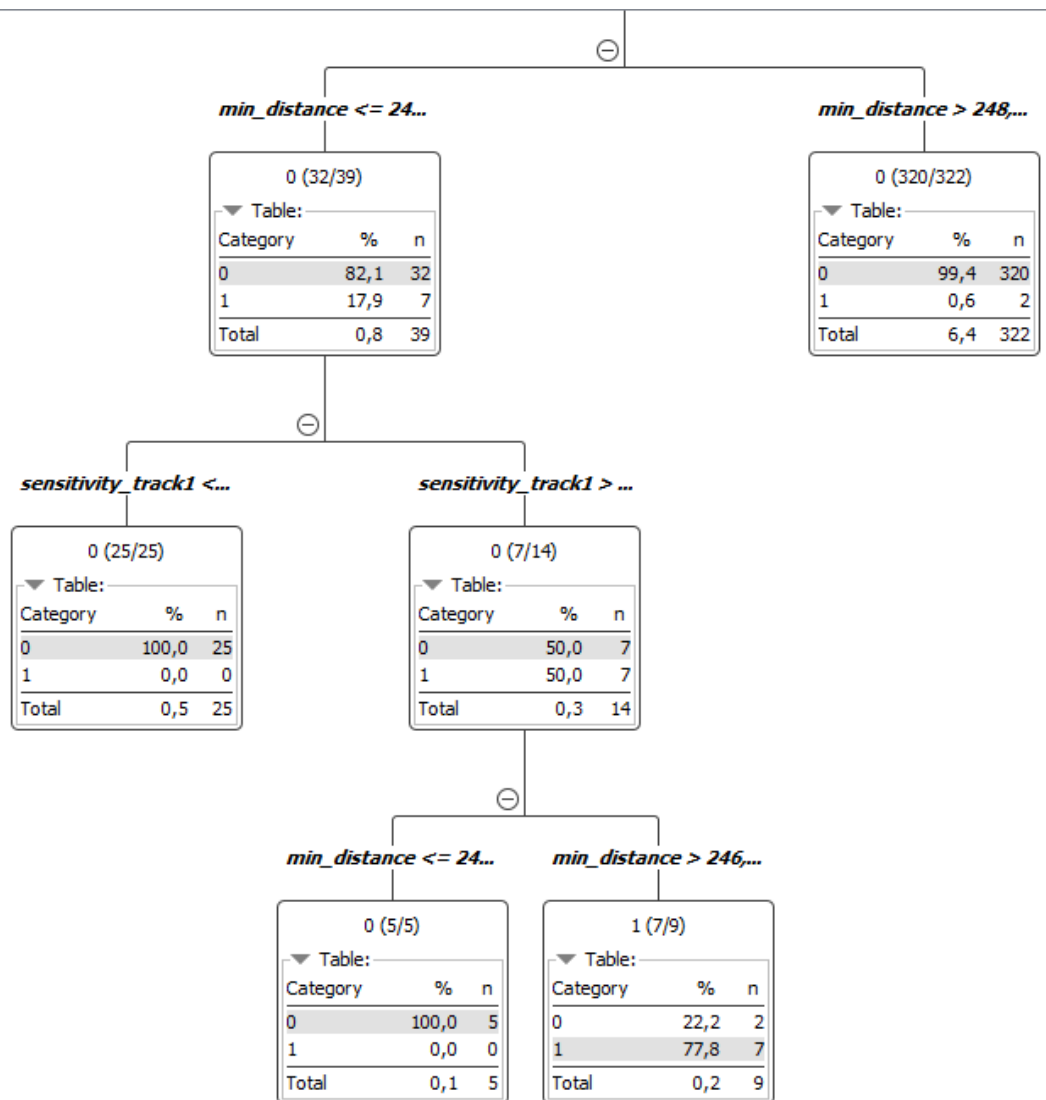 min_distance <= 24...
min_distance > 248,...
0 (32/39)
Table:
Category % n
0 82,1 32
1 17,9 7
Total 0,8 39
0 (320/322)
Table:
Category % n
0 99,4 320
1 0,6 2
Total 6,4 322
sensitivity_track1 <...
sensitivity_track1 > ...
0 (25/25)
Table:
Category % n
0 100,0 25
1 0,0 0
Total 0,5 25
0 (7/14)
Table:
Category % n
0 50,0 7
1 50,0 7
Total 0,3 14
min_distance <= 24...
min_distance > 246,...
0 (5/5)
Table:
Category % n
0 100,0 5
1 0,0 0
Total 0,1 5
1 (7/9)
Table:
Category % n
0 22,2 2
1 77,8 7
Total 0,2 9